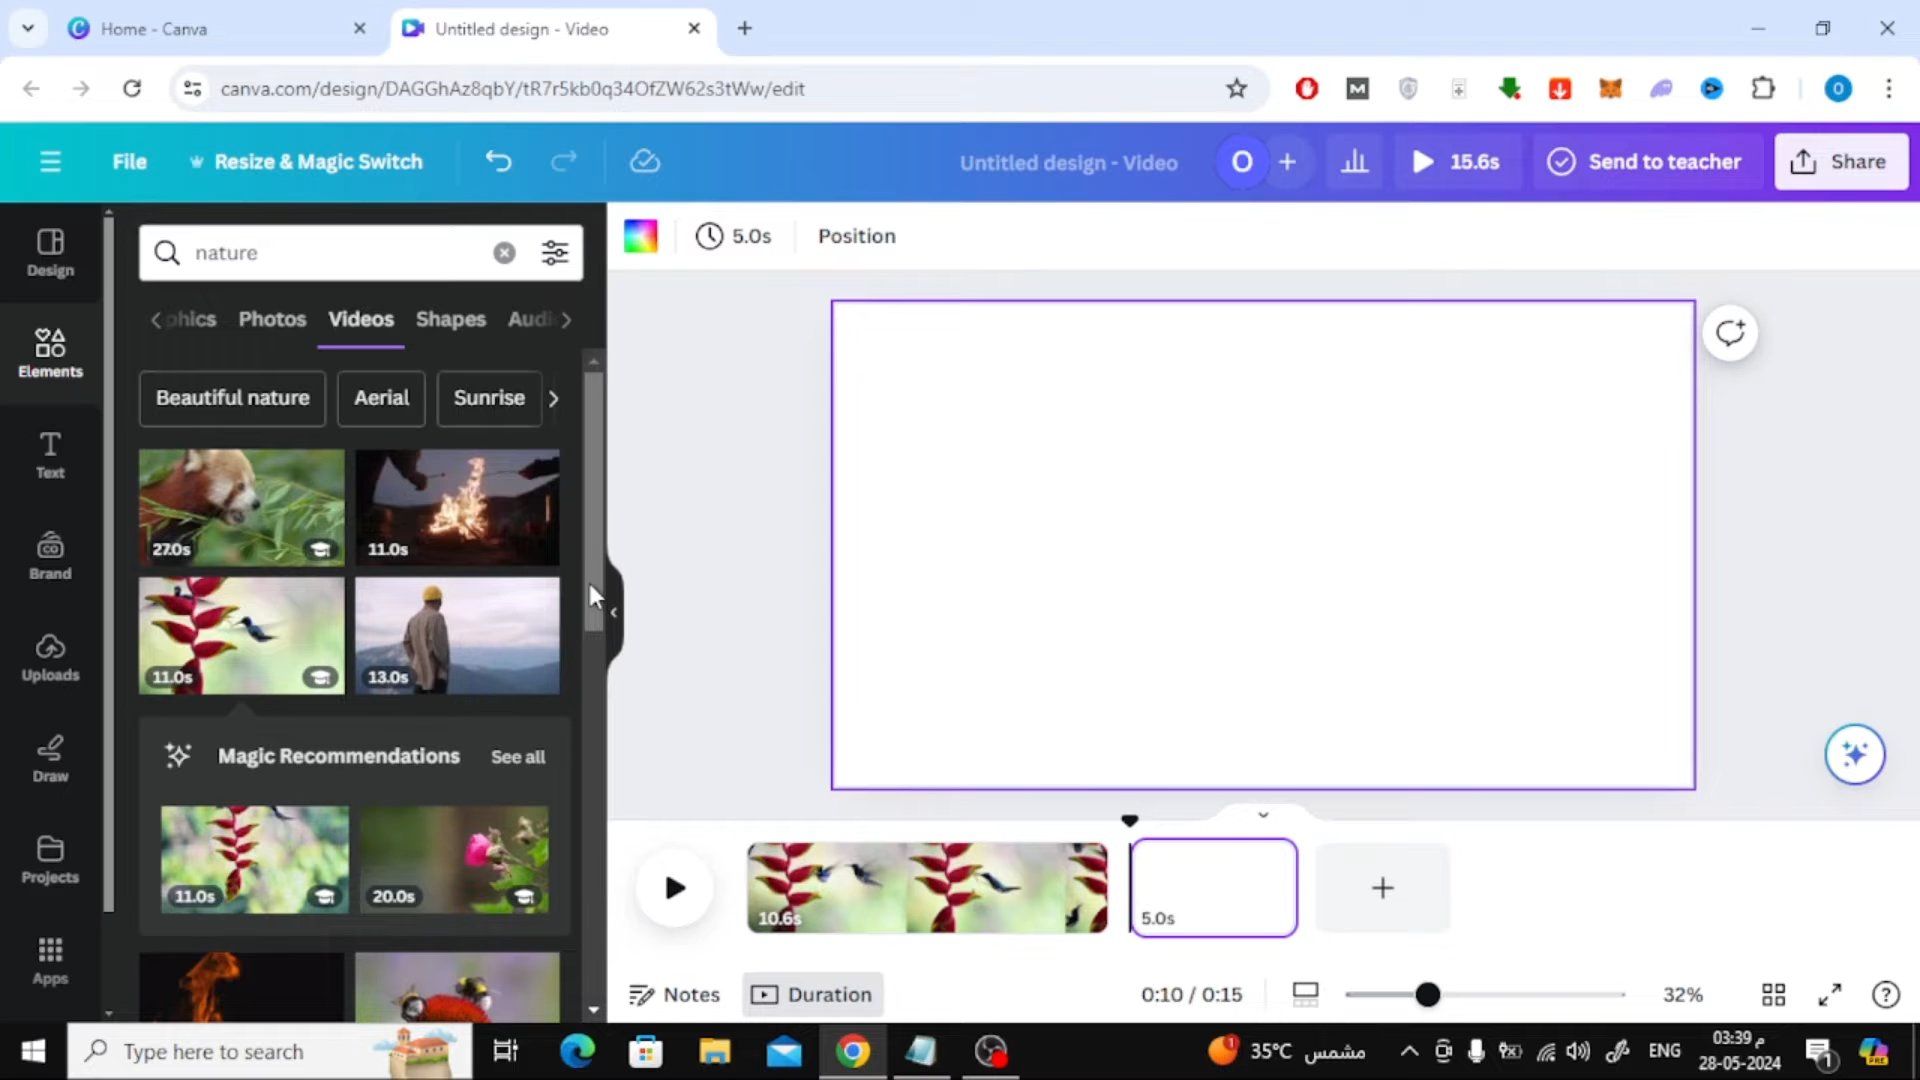 Home - Canva
Untitled design - Video
canva.com/design/DAGGhAz8qbY/tR7r5kb0q34OfZW62s3tWw/edit
File
Resize & Magic Switch
Untitled design - Video
O
15.6s
Send to teacher
Share
Design
Elements
Text
Brand
Uploads
Draw
Projects
Apps
nature
phics
Photos
Videos
Shapes
Audi
Beautiful nature
Aerial
Sunrise
27.0s
11.0s
11.0s
13.0s
Magic Recommendations
See all
11.0s
20.0s
5.0s
Position
10.6s
5.0s
Notes
Duration
0:10 / 0:15
32%
Type here to search
35°C مشمس
ENG
03:39 م
28-05-2024
1